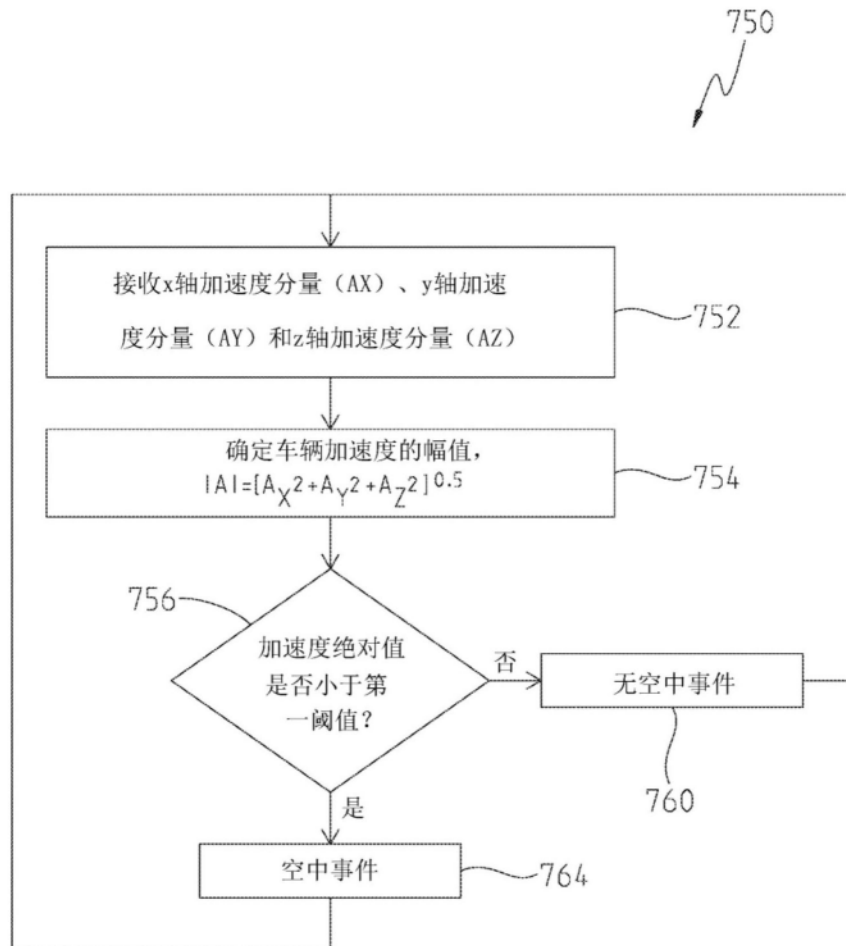 750
接收x轴加速度分量（AX）、y轴加速
度分量（AY）和z轴加速度分量（AZ）
752
确定车辆加速度的幅值，
|A|=[A_X²+A_Y²+A_Z²]^0.5
754
756
加速度绝对值
是否小于第
一阈值？
否
无空中事件
760
是
空中事件
764